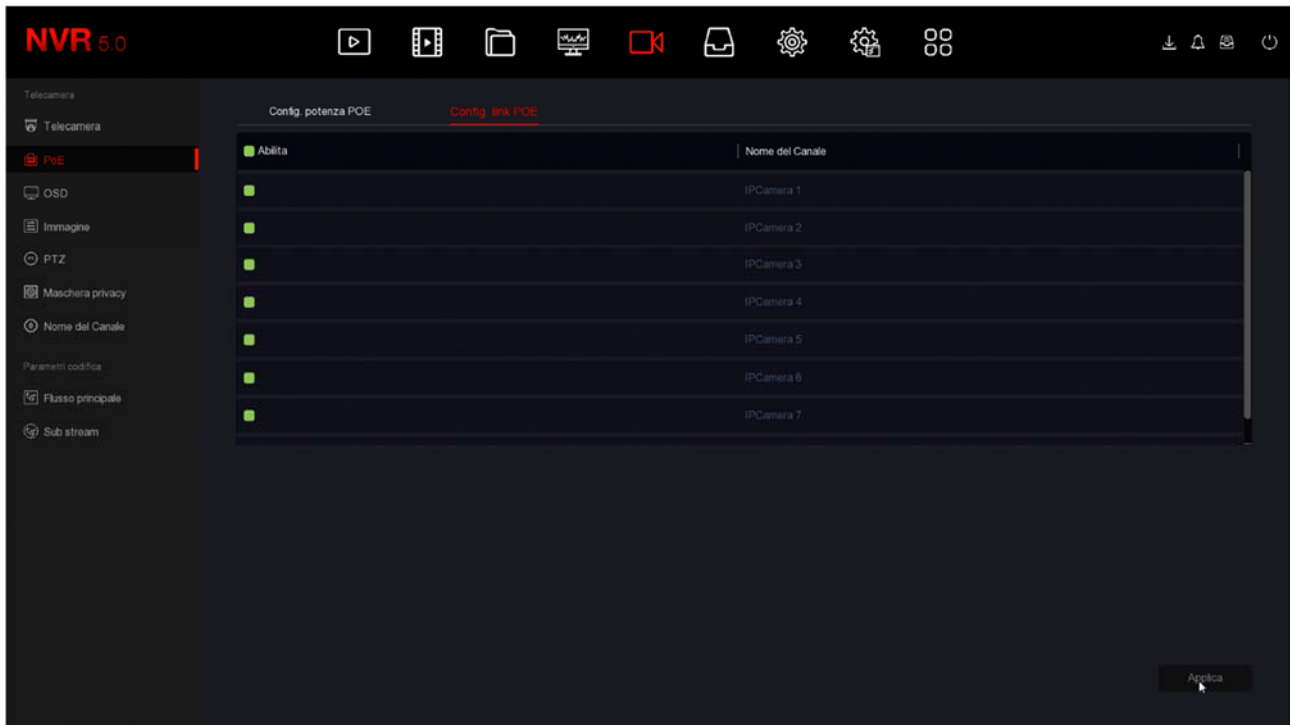 NVR 5.0
Telecamera
Telecamera
PoE
OSD
Immagine
PTZ
Maschera privacy
Nome del Canale
Parametri codifica
Flusso principale
Sub stream
Config. potenza POE
Config. link POE
Abilita
Nome del Canale
IPCamera 1
IPCamera 2
IPCamera 3
IPCamera 4
IPCamera 5
IPCamera 6
IPCamera 7
Applica